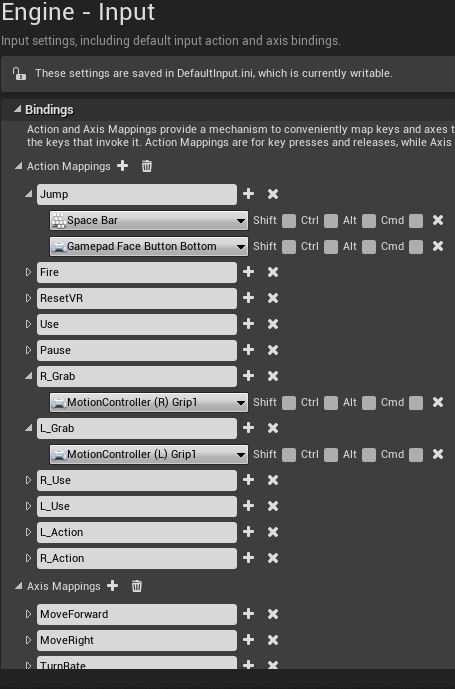 Engine - Input
Input settings, including default input action and axis bindings.
These settings are saved in DefaultInput.ini, which is currently writable.
Bindings
Action and Axis Mappings provide a mechanism to conveniently map keys and axes t
the keys that invoke it. Action Mappings are for key presses and releases, while Axis
Action Mappings
Jump
Space Bar Shift Ctrl Alt Cmd
Gamepad Face Button Bottom Shift Ctrl Alt Cmd
Fire
ResetVR
Use
Pause
R_Grab
MotionController (R) Grip1 Shift Ctrl Alt Cmd
L_Grab
MotionController (L) Grip1 Shift Ctrl Alt Cmd
R_Use
L_Use
L_Action
R_Action
Axis Mappings
MoveForward
MoveRight
TurnRate